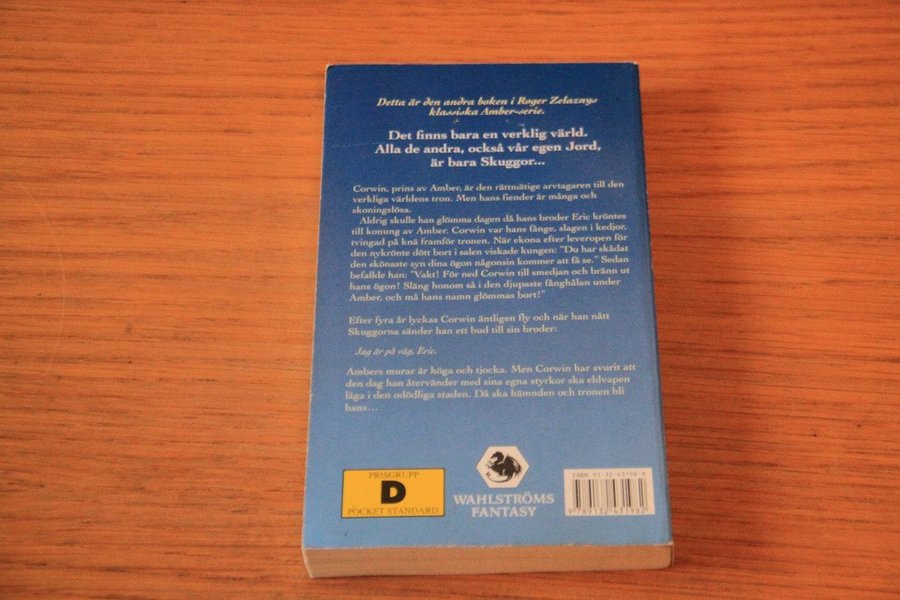 Detta är den andra boken i Roger Zelaznys
klassiska Amber-serie.
Det finns bara en verklig värld.
Alla de andra, också vår egen Jord,
är bara Skuggor...
Corwin, prins av Amber, är den rättmätige arvtagaren till den
verkliga världens tron. Men hans fiender är många och
skoningslösa.
Aldrig skulle han glömma dagen då hans broder Eric kröntes
till konung av Amber. Corwin var hans fånge, slagen i kedjor,
tvingad på knä framför tronen. När ekona efter leveropen för
den nykrönte dött bort i salen viskade kungen: "Du har skådat
den skönaste syn dina ögon någonsin kommer att få se." Sedan
befallde han: "Vakt! För ned Corwin till smedjan och bränn ut
hans ögon! Släng honom so i den djupaste fånghålan under
Amber, och må hans namn glömmas bort!"
Efter fyra år lyckas Corwin äntligen fly och när han nått
Skuggorna sänder han ett bud till sin broder:
Jag är på väg, Eric.
Ambers murar är höga och tjocka. Men Corwin har svurit att
den dag han återvänder med sina egna styrkor ska eldvapen
låga i den odödliga staden. Då ska hämnden och tronen bli
hans...
PRISGRUPP
D
POCKET STANDARD
WAHLSTRÖMS
FANTASY
ISBN 91-32-43198-8
9 789132 431982